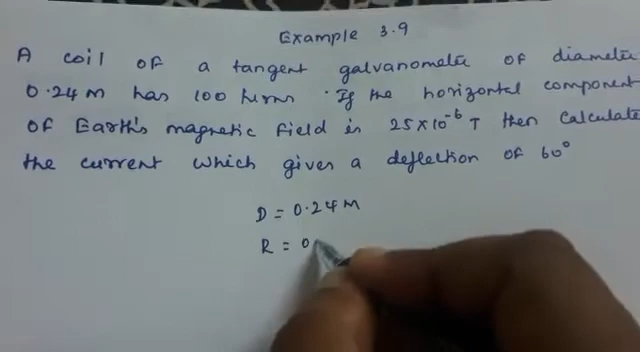 Example 3.9
A coil of a tangent galvanometer of diameter
0.24 m has 100 turns. If the horizontal component
of Earth's magnetic field is 25×10⁻⁶ T then calculate
the current which gives a deflection of 60°
D = 0.24 m
R = 0